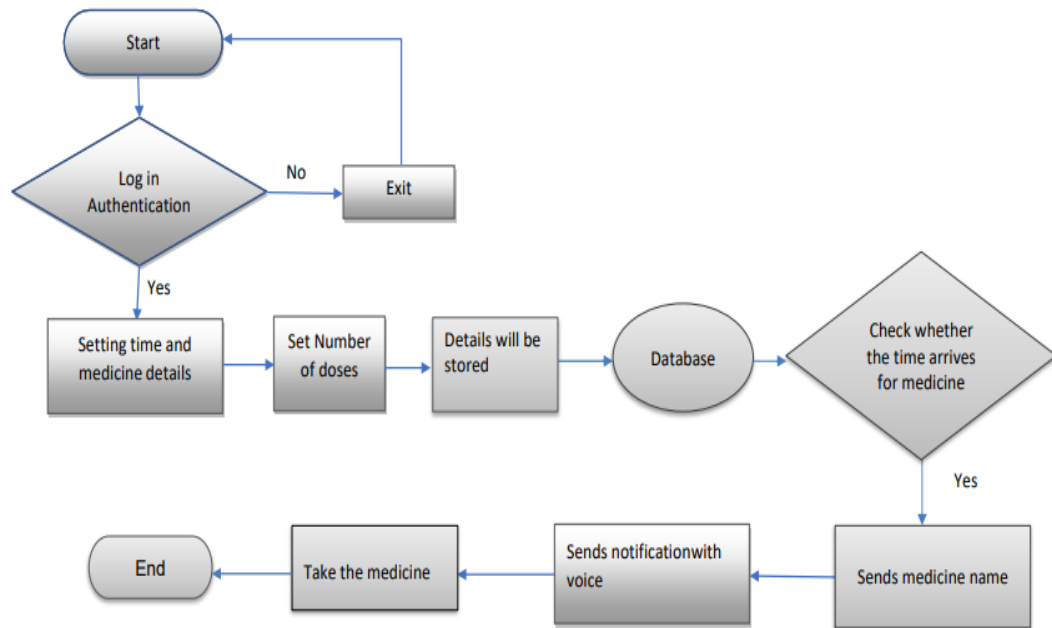 Start
Log in
Authentication
No
Exit
Yes
Setting time and
medicine details
Set Number
of doses
Details will be
stored
Database
Check whether
the time arrives
for medicine
Yes
Sends medicine name
Sends notificationwith
voice
Take the medicine
End